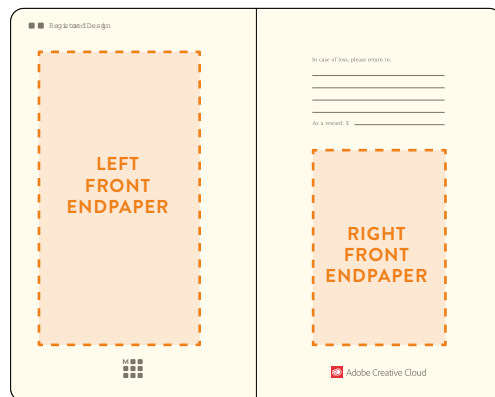 Registered Design
LEFT
FRONT
ENDPAPER
M
In case of loss, please return to:
As a reward: $
RIGHT
FRONT
ENDPAPER
Adobe Creative Cloud